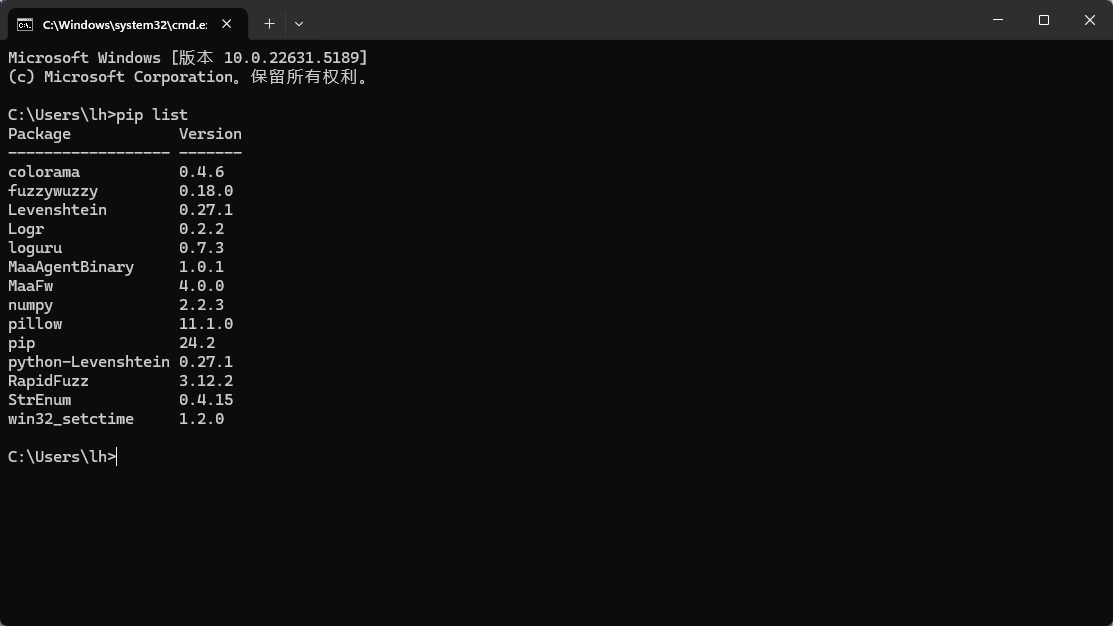 C:\Windows\system32\cmd.e:
Microsoft Windows [版本 10.0.22631.5189]
(c) Microsoft Corporation。保留所有权利。
C:\Users\lh>pip list
Package            Version
------------------ -------
colorama           0.4.6
fuzzywuzzy         0.18.0
Levenshtein        0.27.1
Logr               0.2.2
loguru             0.7.3
MaaAgentBinary     1.0.1
MaaFw              4.0.0
numpy              2.2.3
pillow             11.1.0
pip                24.2
python-Levenshtein 0.27.1
RapidFuzz          3.12.2
StrEnum            0.4.15
win32_setctime     1.2.0
C:\Users\lh>